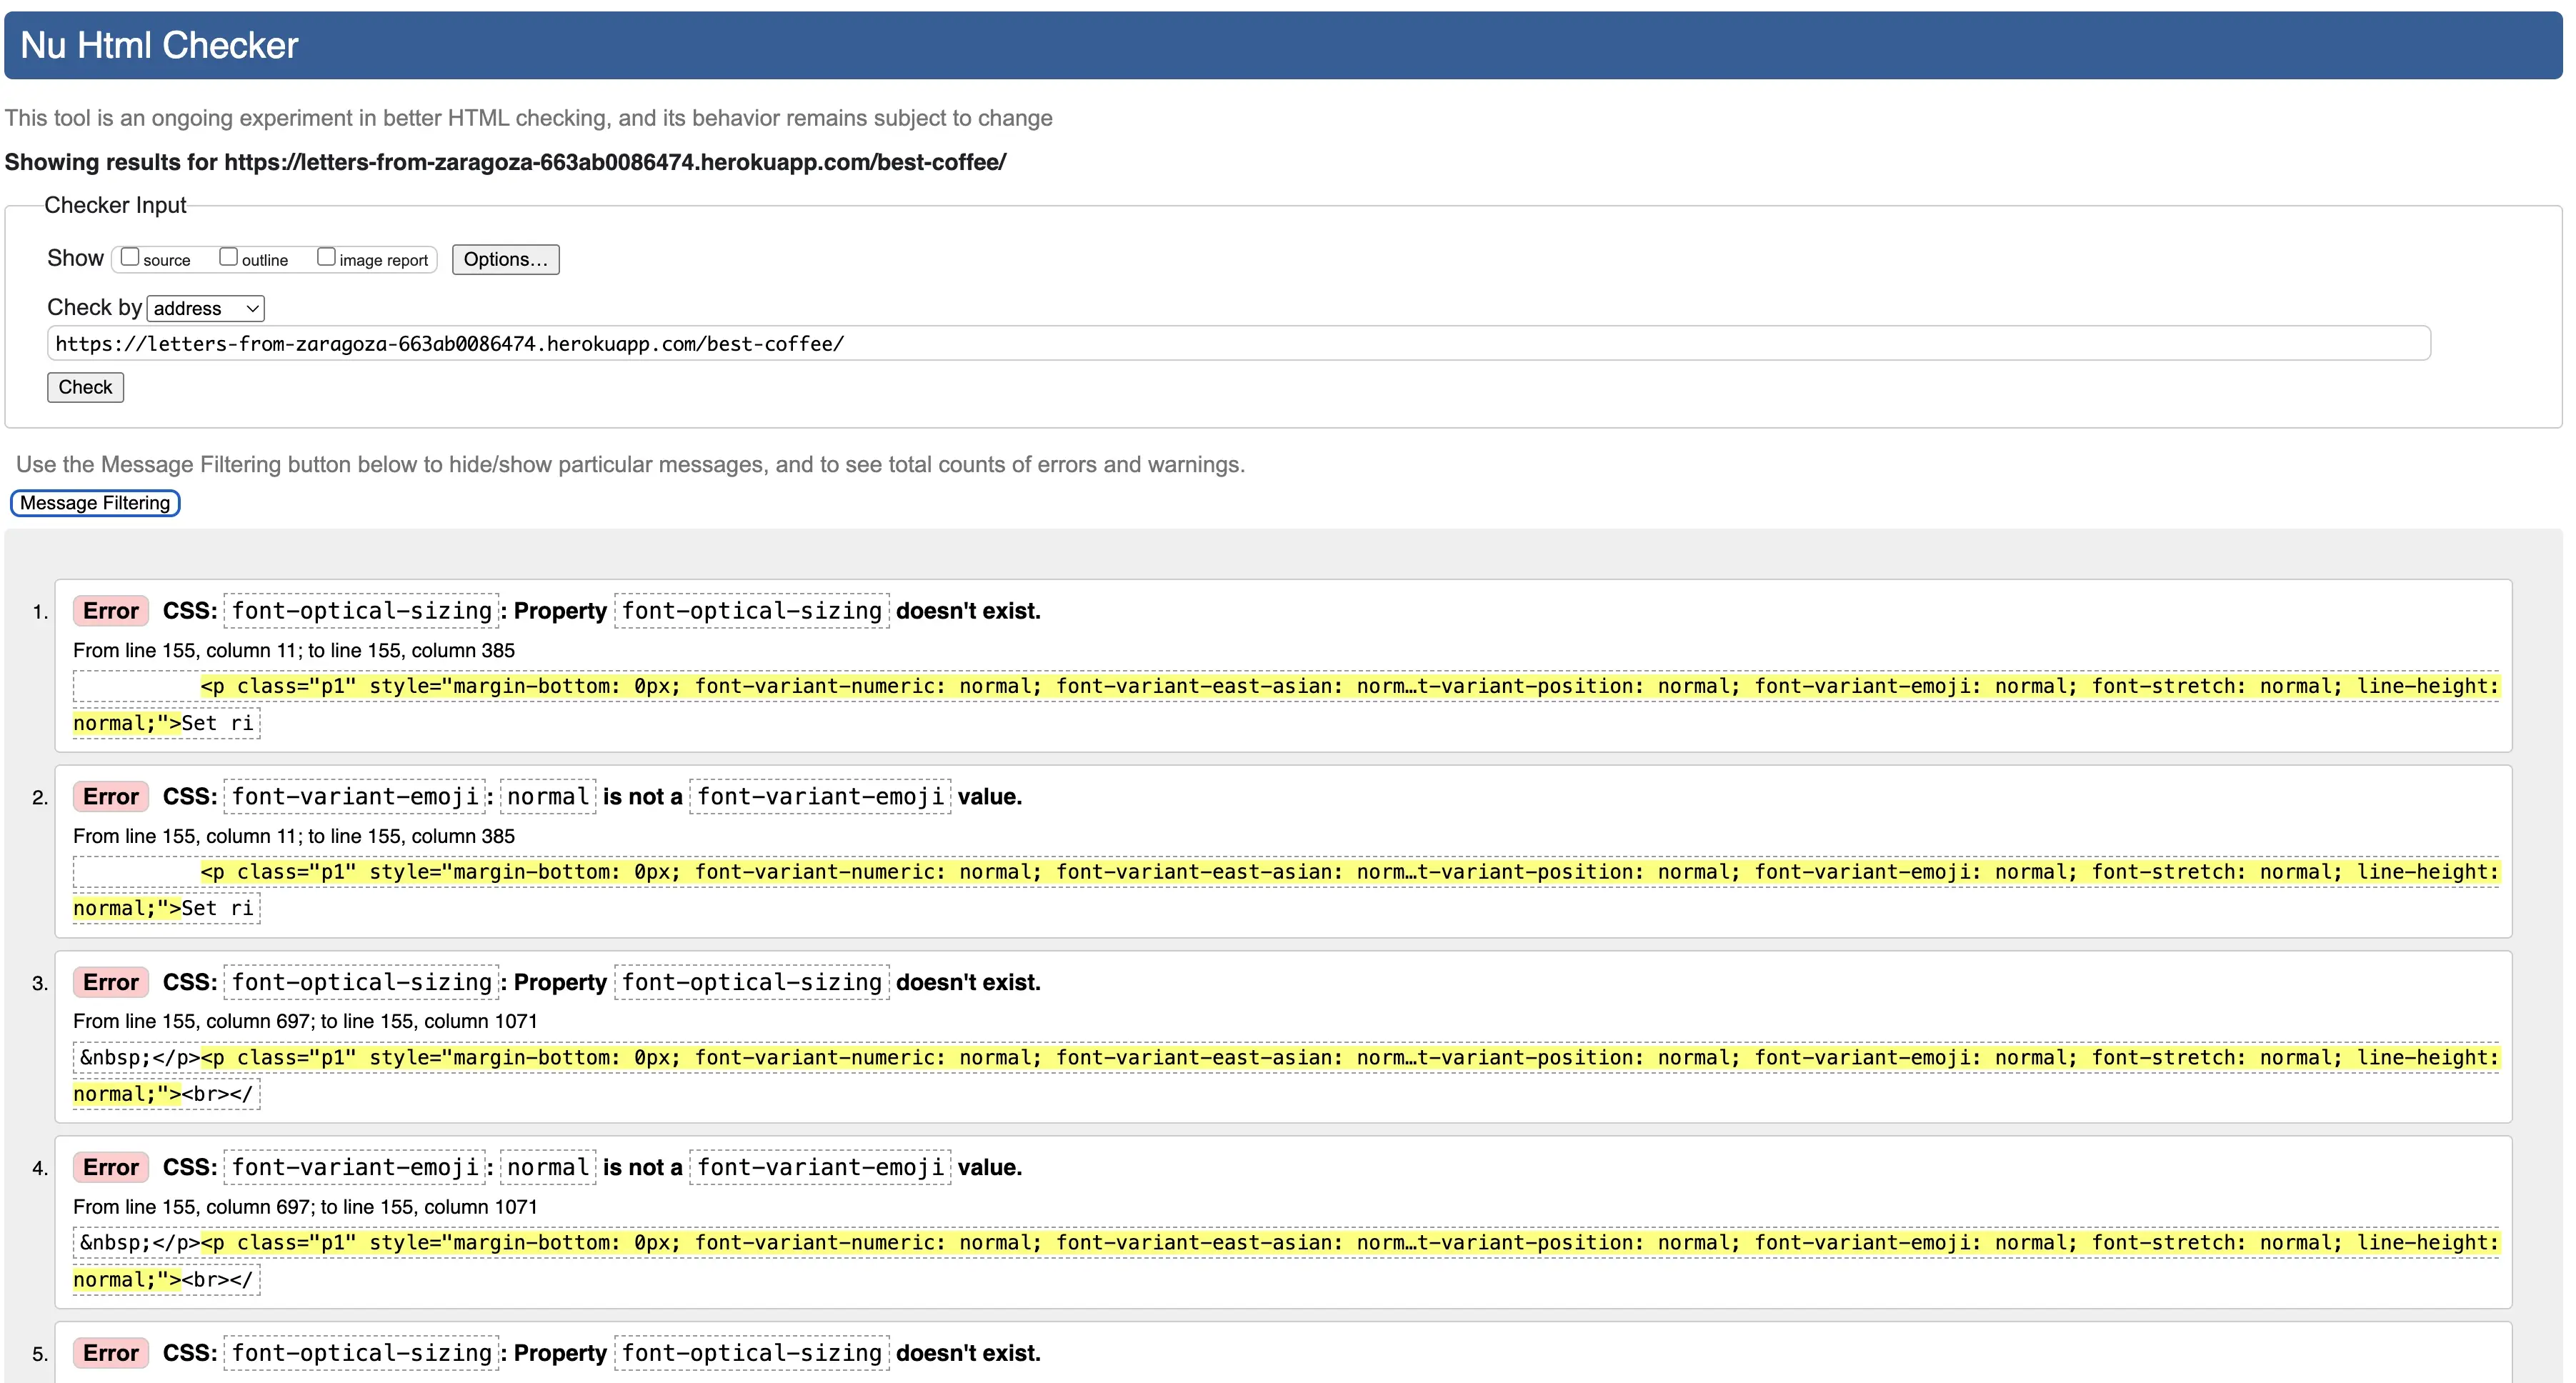 Nu Html Checker
This tool is an ongoing experiment in better HTML checking, and its behavior remains subject to change
Showing results for https://letters-from-zaragoza-663ab0086474.herokuapp.com/best-coffee/
Checker Input
Show source outline image report Options…
Check by address
https://letters-from-zaragoza-663ab0086474.herokuapp.com/best-coffee/
Check
Use the Message Filtering button below to hide/show particular messages, and to see total counts of errors and warnings.
Message Filtering
1. Error CSS: font-optical-sizing: Property font-optical-sizing doesn't exist.
From line 155, column 11; to line 155, column 385
<p class="p1" style="margin-bottom: 0px; font-variant-numeric: normal; font-variant-east-asian: norm…t-variant-position: normal; font-variant-emoji: normal; font-stretch: normal; line-height:
normal;">Set ri
2. Error CSS: font-variant-emoji: normal is not a font-variant-emoji value.
From line 155, column 11; to line 155, column 385
<p class="p1" style="margin-bottom: 0px; font-variant-numeric: normal; font-variant-east-asian: norm…t-variant-position: normal; font-variant-emoji: normal; font-stretch: normal; line-height:
normal;">Set ri
3. Error CSS: font-optical-sizing: Property font-optical-sizing doesn't exist.
From line 155, column 697; to line 155, column 1071
&nbsp;</p><p class="p1" style="margin-bottom: 0px; font-variant-numeric: normal; font-variant-east-asian: norm…t-variant-position: normal; font-variant-emoji: normal; font-stretch: normal; line-height:
normal;"><br></
4. Error CSS: font-variant-emoji: normal is not a font-variant-emoji value.
From line 155, column 697; to line 155, column 1071
&nbsp;</p><p class="p1" style="margin-bottom: 0px; font-variant-numeric: normal; font-variant-east-asian: norm…t-variant-position: normal; font-variant-emoji: normal; font-stretch: normal; line-height:
normal;"><br></
5. Error CSS: font-optical-sizing: Property font-optical-sizing doesn't exist.